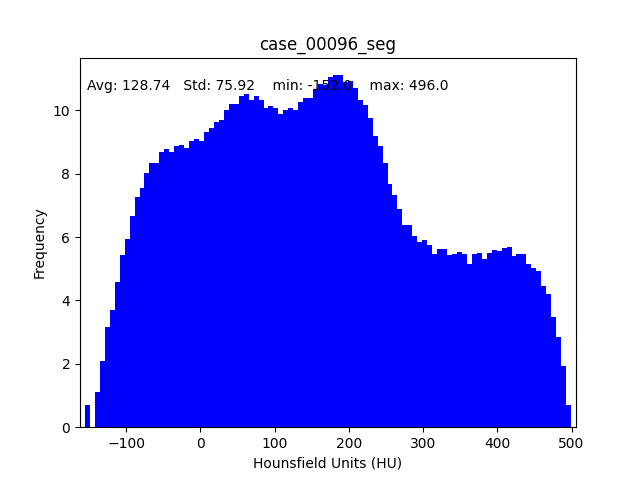 case_00096_seg
Avg: 128.74 Std: 75.92 min: -152.0 max: 496.0
10
8
6
4
2
0
Frequency
−100 0 100 200 300 400 500
Hounsfield Units (HU)